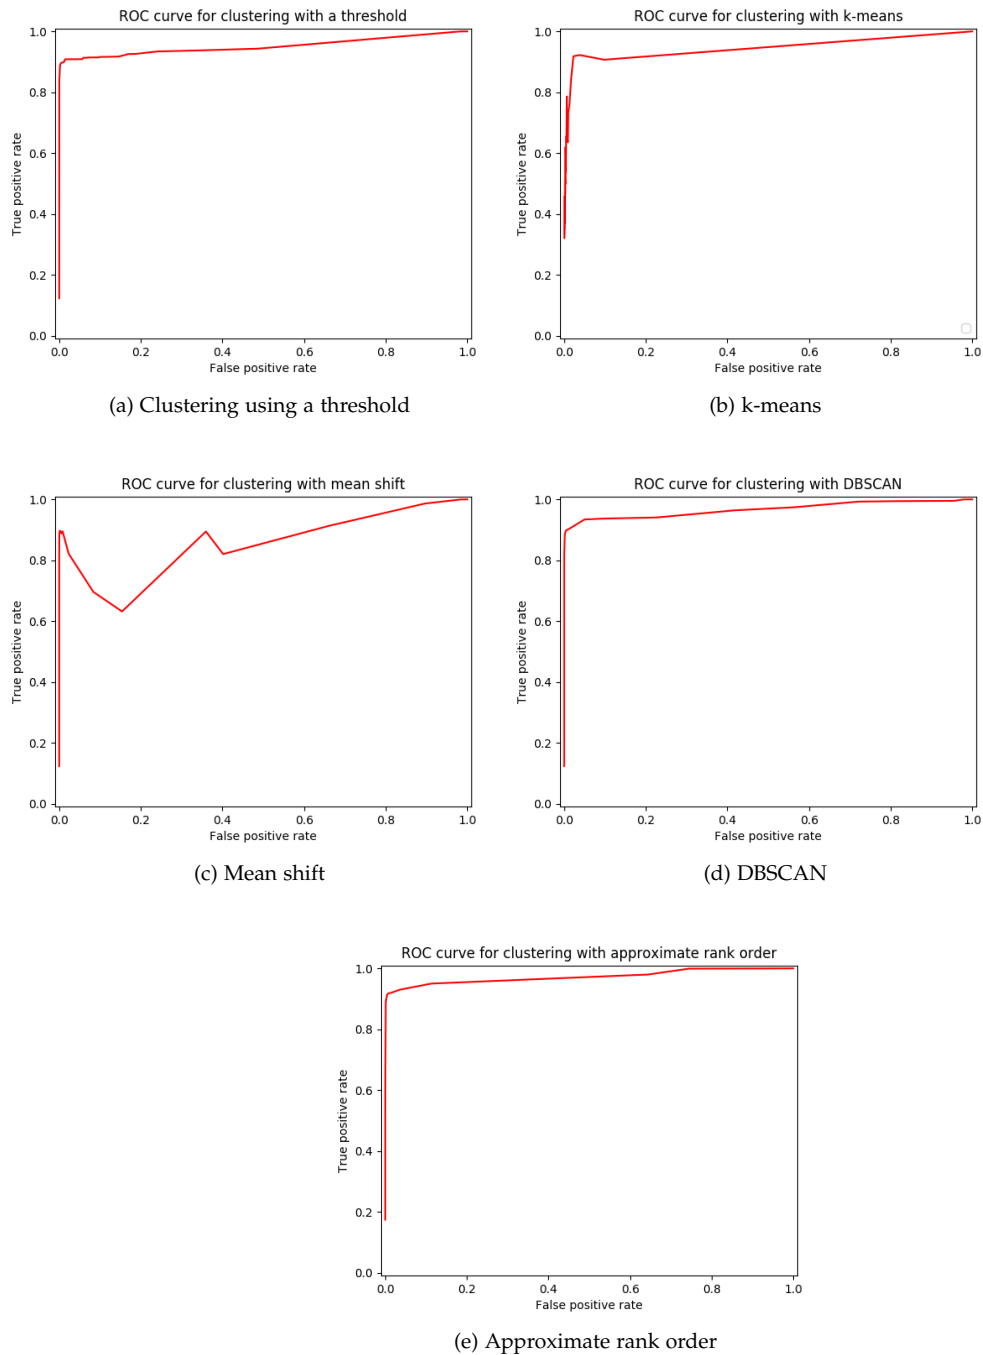 ROC curve for clustering with a threshold
1.0
0.8
0.6
0.4
0.2
0.0
True positive rate
0.0 0.2 0.4 0.6 0.8 1.0
False positive rate
(a) Clustering using a threshold
ROC curve for clustering with k-means
1.0
0.8
0.6
0.4
0.2
0.0
True positive rate
0.0 0.2 0.4 0.6 0.8 1.0
False positive rate
(b) k-means
ROC curve for clustering with mean shift
1.0
0.8
0.6
0.4
0.2
0.0
True positive rate
0.0 0.2 0.4 0.6 0.8 1.0
False positive rate
(c) Mean shift
ROC curve for clustering with DBSCAN
1.0
0.8
0.6
0.4
0.2
0.0
True positive rate
0.0 0.2 0.4 0.6 0.8 1.0
False positive rate
(d) DBSCAN
ROC curve for clustering with approximate rank order
1.0
0.8
0.6
0.4
0.2
0.0
True positive rate
0.0 0.2 0.4 0.6 0.8 1.0
False positive rate
(e) Approximate rank order